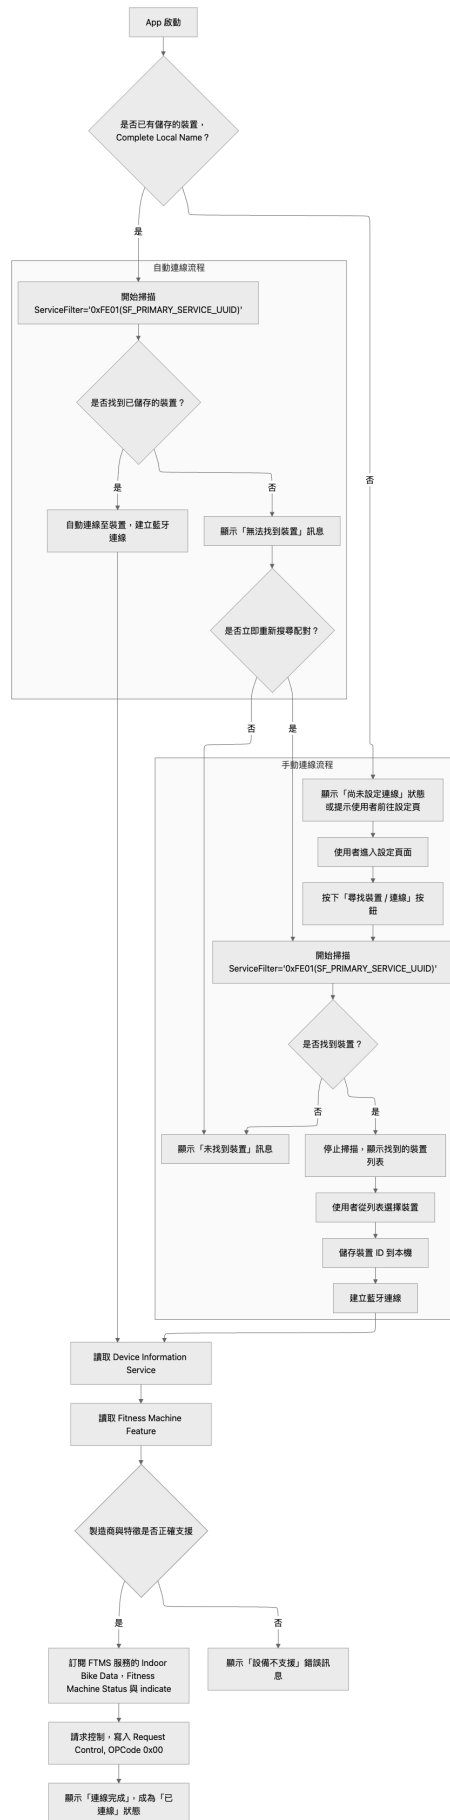 App 啟動
是否已有儲存的裝置，
Complete Local Name？
是
否
自動連線流程
開始掃描
ServiceFilter='0xFE01(SF_PRIMARY_SERVICE_UUID)'
是否找到已儲存的裝置？
是
否
自動連線至裝置，建立藍牙
連線
顯示「無法找到裝置」訊息
是否立即重新搜尋配對？
否
是
手動連線流程
顯示「尚未設定連線」狀態
或提示使用者前往設定頁
使用者進入設定頁面
按下「尋找裝置 / 連線」按
鈕
開始掃描
ServiceFilter='0xFE01(SF_PRIMARY_SERVICE_UUID)'
是否找到裝置？
否
是
顯示「未找到裝置」訊息
停止掃描，顯示找到的裝置
列表
使用者從列表選擇裝置
儲存裝置 ID 到本機
建立藍牙連線
讀取 Device Information
Service
讀取 Fitness Machine
Feature
製造商與特徵是否正確支援
是
否
訂閱 FTMS 服務的 Indoor
Bike Data，Fitness
Machine Status 與 indicate
顯示「設備不支援」錯誤訊
息
請求控制，寫入 Request
Control, OPCode 0x00
顯示「連線完成」，成為「已
連線」狀態